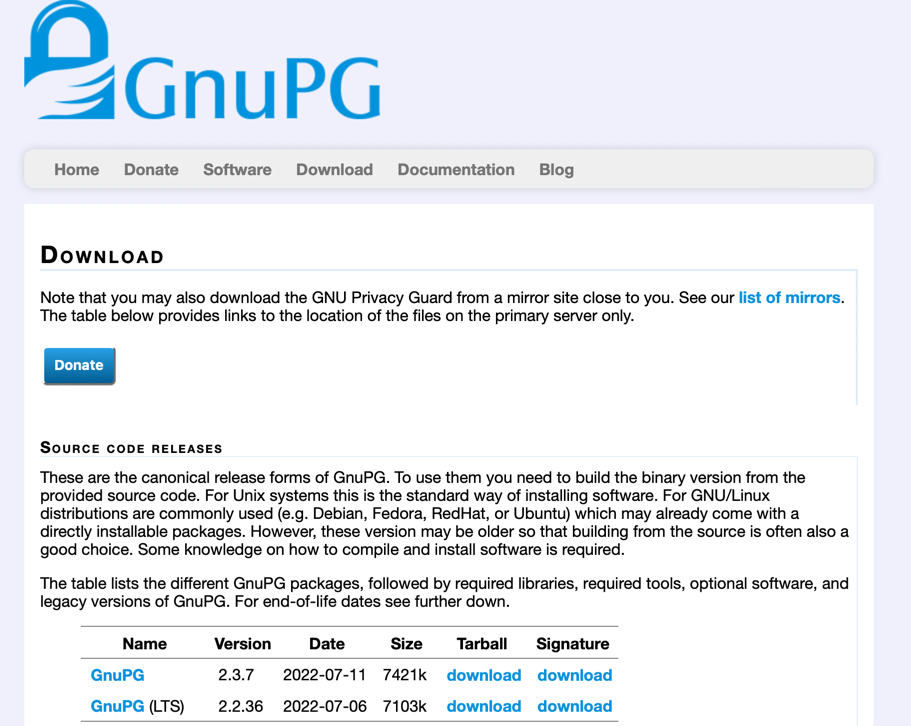 GnuPG
Home Donate Software Download Documentation Blog
Download
Note that you may also download the GNU Privacy Guard from a mirror site close to you. See our list of mirrors.
The table below provides links to the location of the files on the primary server only.
Donate
Source code releases
These are the canonical release forms of GnuPG. To use them you need to build the binary version from the
provided source code. For Unix systems this is the standard way of installing software. For GNU/Linux
distributions are commonly used (e.g. Debian, Fedora, RedHat, or Ubuntu) which may already come with a
directly installable packages. However, these version may be older so that building from the source is often also a
good choice. Some knowledge on how to compile and install software is required.
The table lists the different GnuPG packages, followed by required libraries, required tools, optional software, and
legacy versions of GnuPG. For end-of-life dates see further down.
Name Version Date Size Tarball Signature
GnuPG 2.3.7 2022-07-11 7421k download download
GnuPG (LTS) 2.2.36 2022-07-06 7103k download download